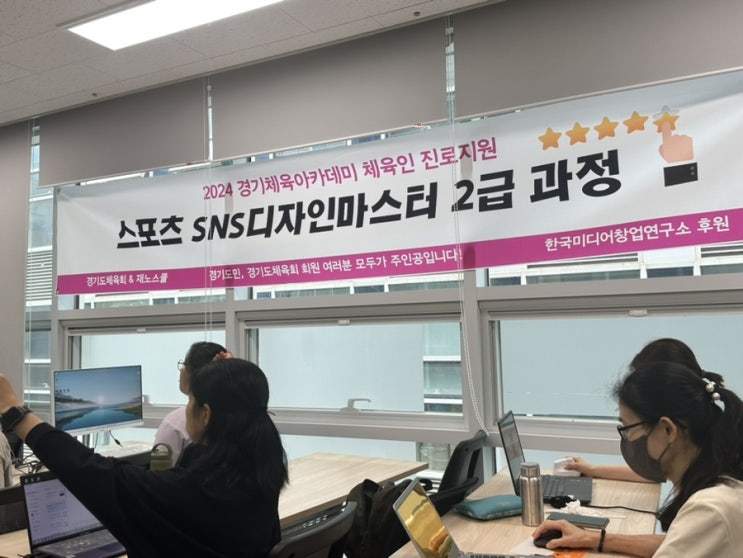 2024 경기체육아카데미 체육인 진로지원
스포츠 SNS디자인마스터 2급 과정
한국미디어창업연구소 후원
경기도체육회 & 재노스쿨 경기도민, 경기도체육회 회원 여러분 모두가 주인공입니다!